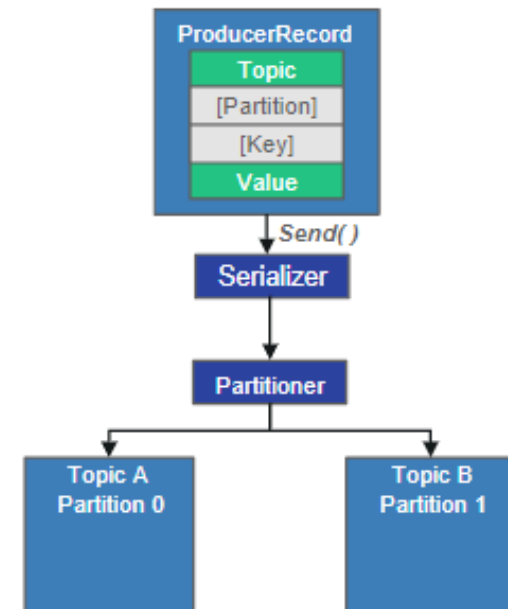 ProducerRecord
Topic
[Partition]
[Key]
Value
Send( )
Serializer
Partitioner
Topic A
Partition 0
Topic B
Partition 1